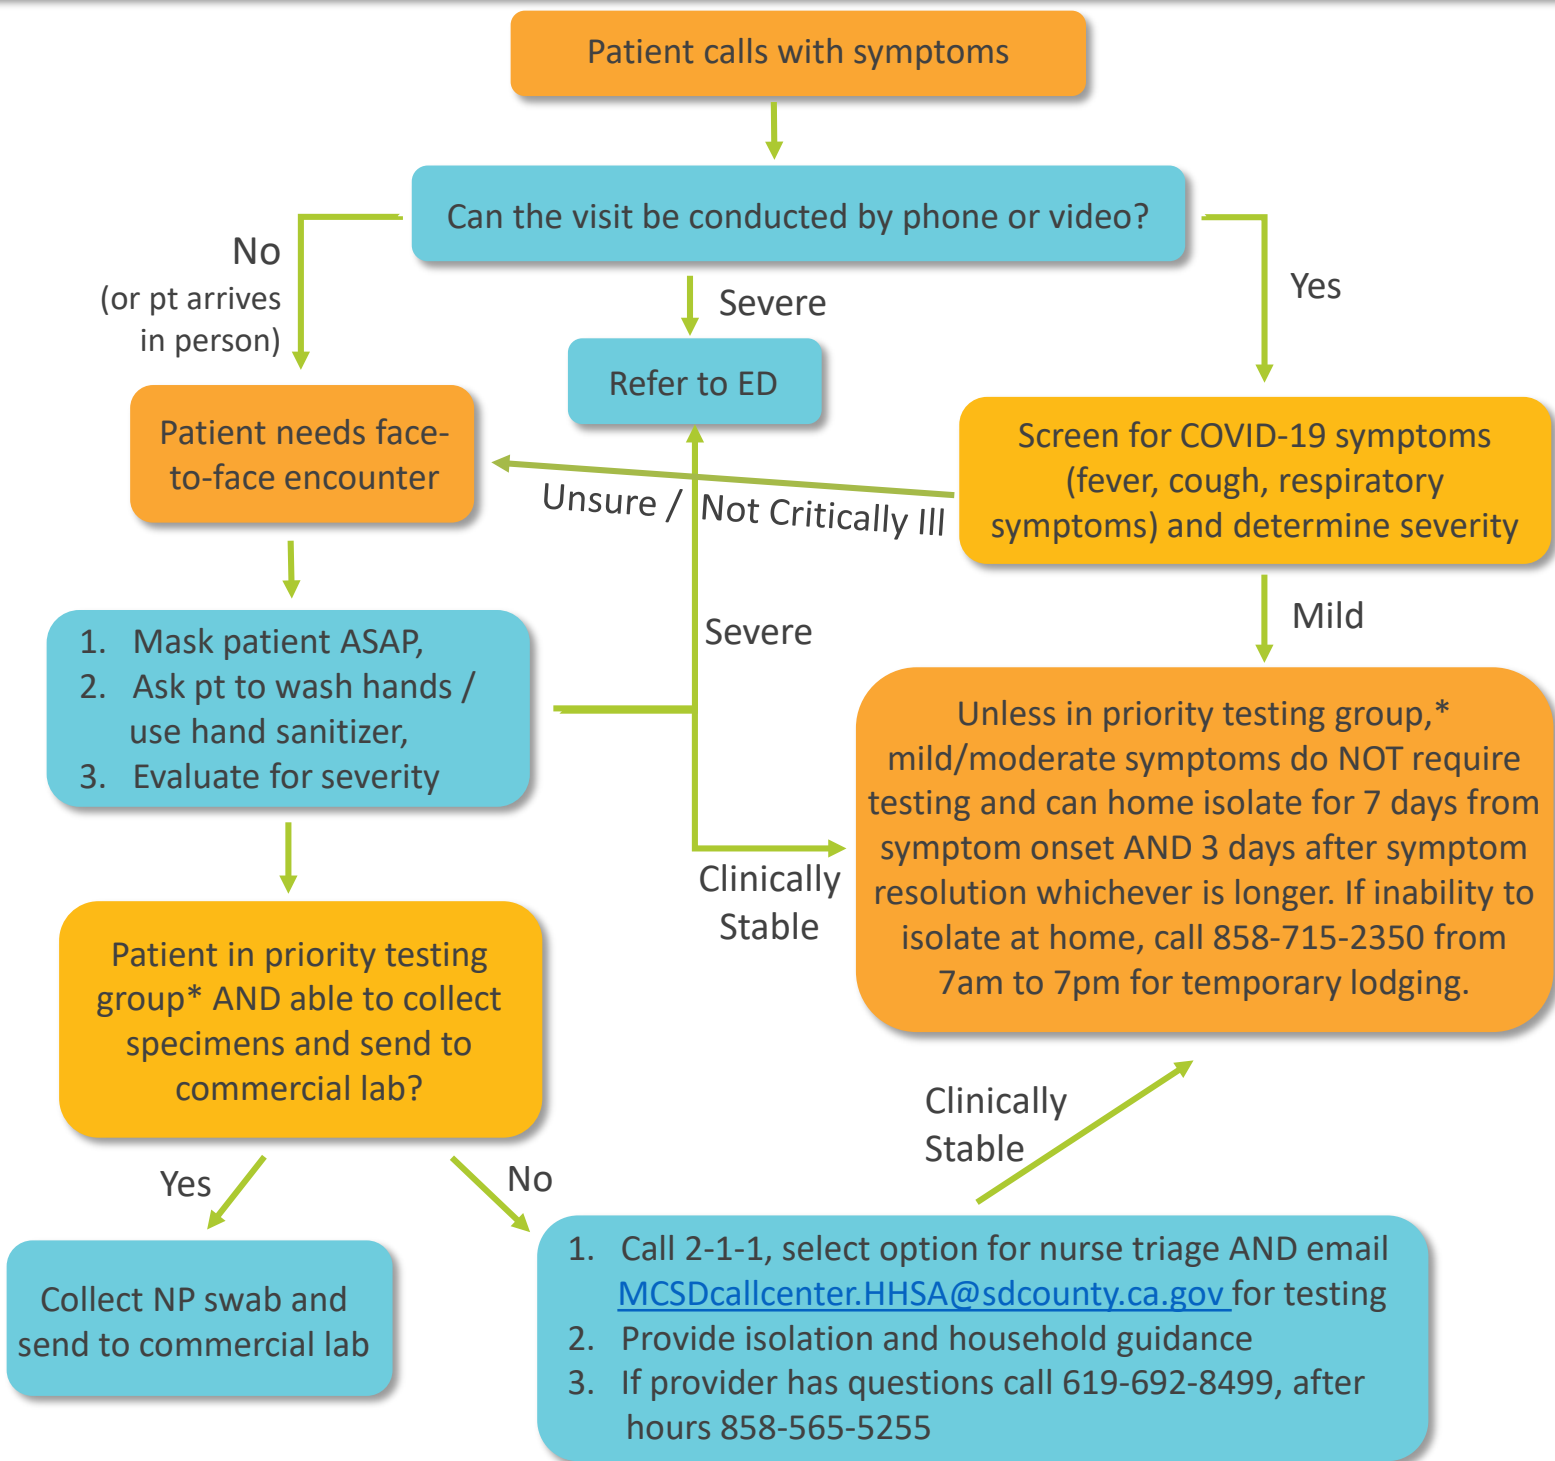 Patient calls with symptoms
Can the visit be conducted by phone or video?
No
(or pt arrives
in person)
Severe
Yes
Refer to ED
Patient needs face-
to-face encounter
Screen for COVID-19 symptoms
(fever, cough, respiratory
symptoms) and determine severity
Unsure / Not Critically Ill
Mild
1. Mask patient ASAP,
2. Ask pt to wash hands /
use hand sanitizer,
3. Evaluate for severity
Severe
Clinically
Stable
Unless in priority testing group,*
mild/moderate symptoms do NOT require
testing and can home isolate for 7 days from
symptom onset AND 3 days after symptom
resolution whichever is longer. If inability to
isolate at home, call 858-715-2350 from
7am to 7pm for temporary lodging.
Patient in priority testing
group* AND able to collect
specimens and send to
commercial lab?
Yes
No
Clinically
Stable
Collect NP swab and
send to commercial lab
1. Call 2-1-1, select option for nurse triage AND email
MCSDcallcenter.HHSA@sdcounty.ca.gov for testing
2. Provide isolation and household guidance
3. If provider has questions call 619-692-8499, after
hours 858-565-5255